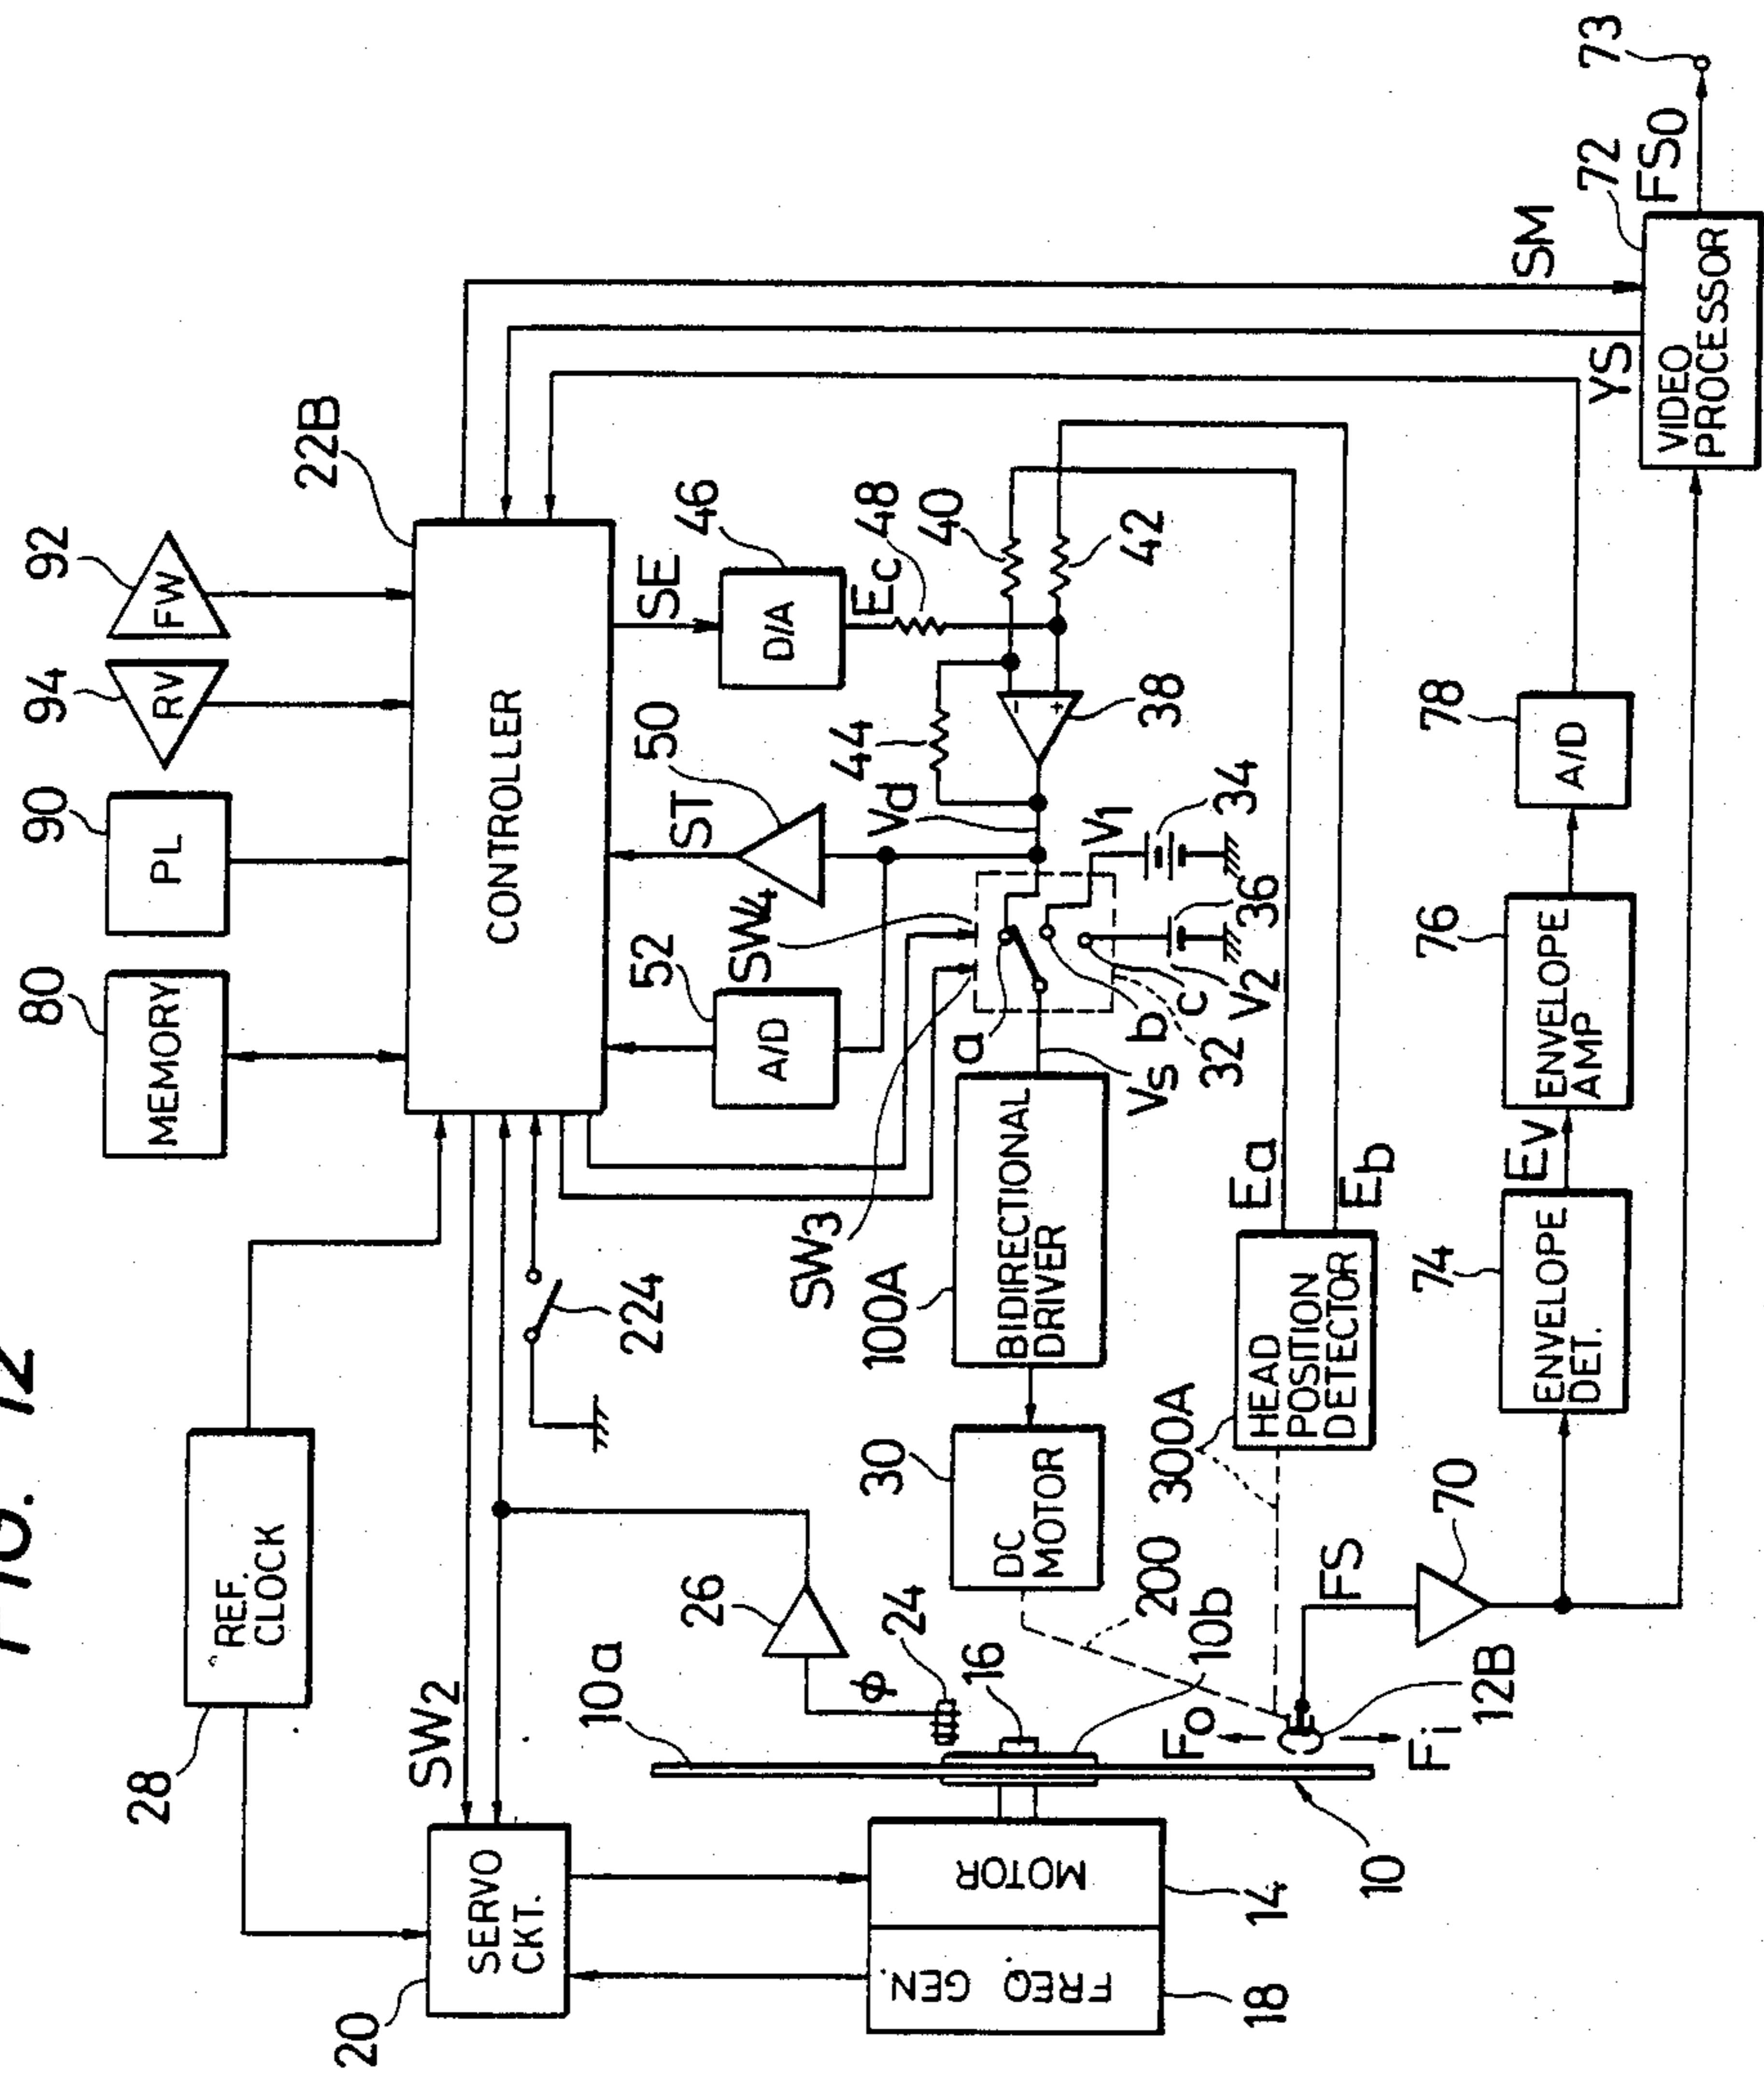 FIG. 12
28
REF.
CLOCK
80
MEMORY
90
PL
94
RV
92
FW
22B
CONTROLLER
20
SERVO
CKT.
SW2
224
52
A/D
ST
50
SE
46
D/A
Ec
48
SW4
44
Vd
40
42
38
SW3
a
b
c
32
Vs
V2
36
V1
34
26
10a
ϕ
24
16
10b
30
DC
MOTOR
100A
BIDIRECTIONAL
DRIVER
200
300A
HEAD
POSITION
DETECTOR
Ea
Eb
18
FREQ. GEN.
14
MOTOR
10
Fo
Fi
12B
FS
70
74
ENVELOPE
DET.
Ev
76
ENVELOPE
AMP
78
A/D
YS
SM
72
VIDEO
PROCESSOR
FSO
73